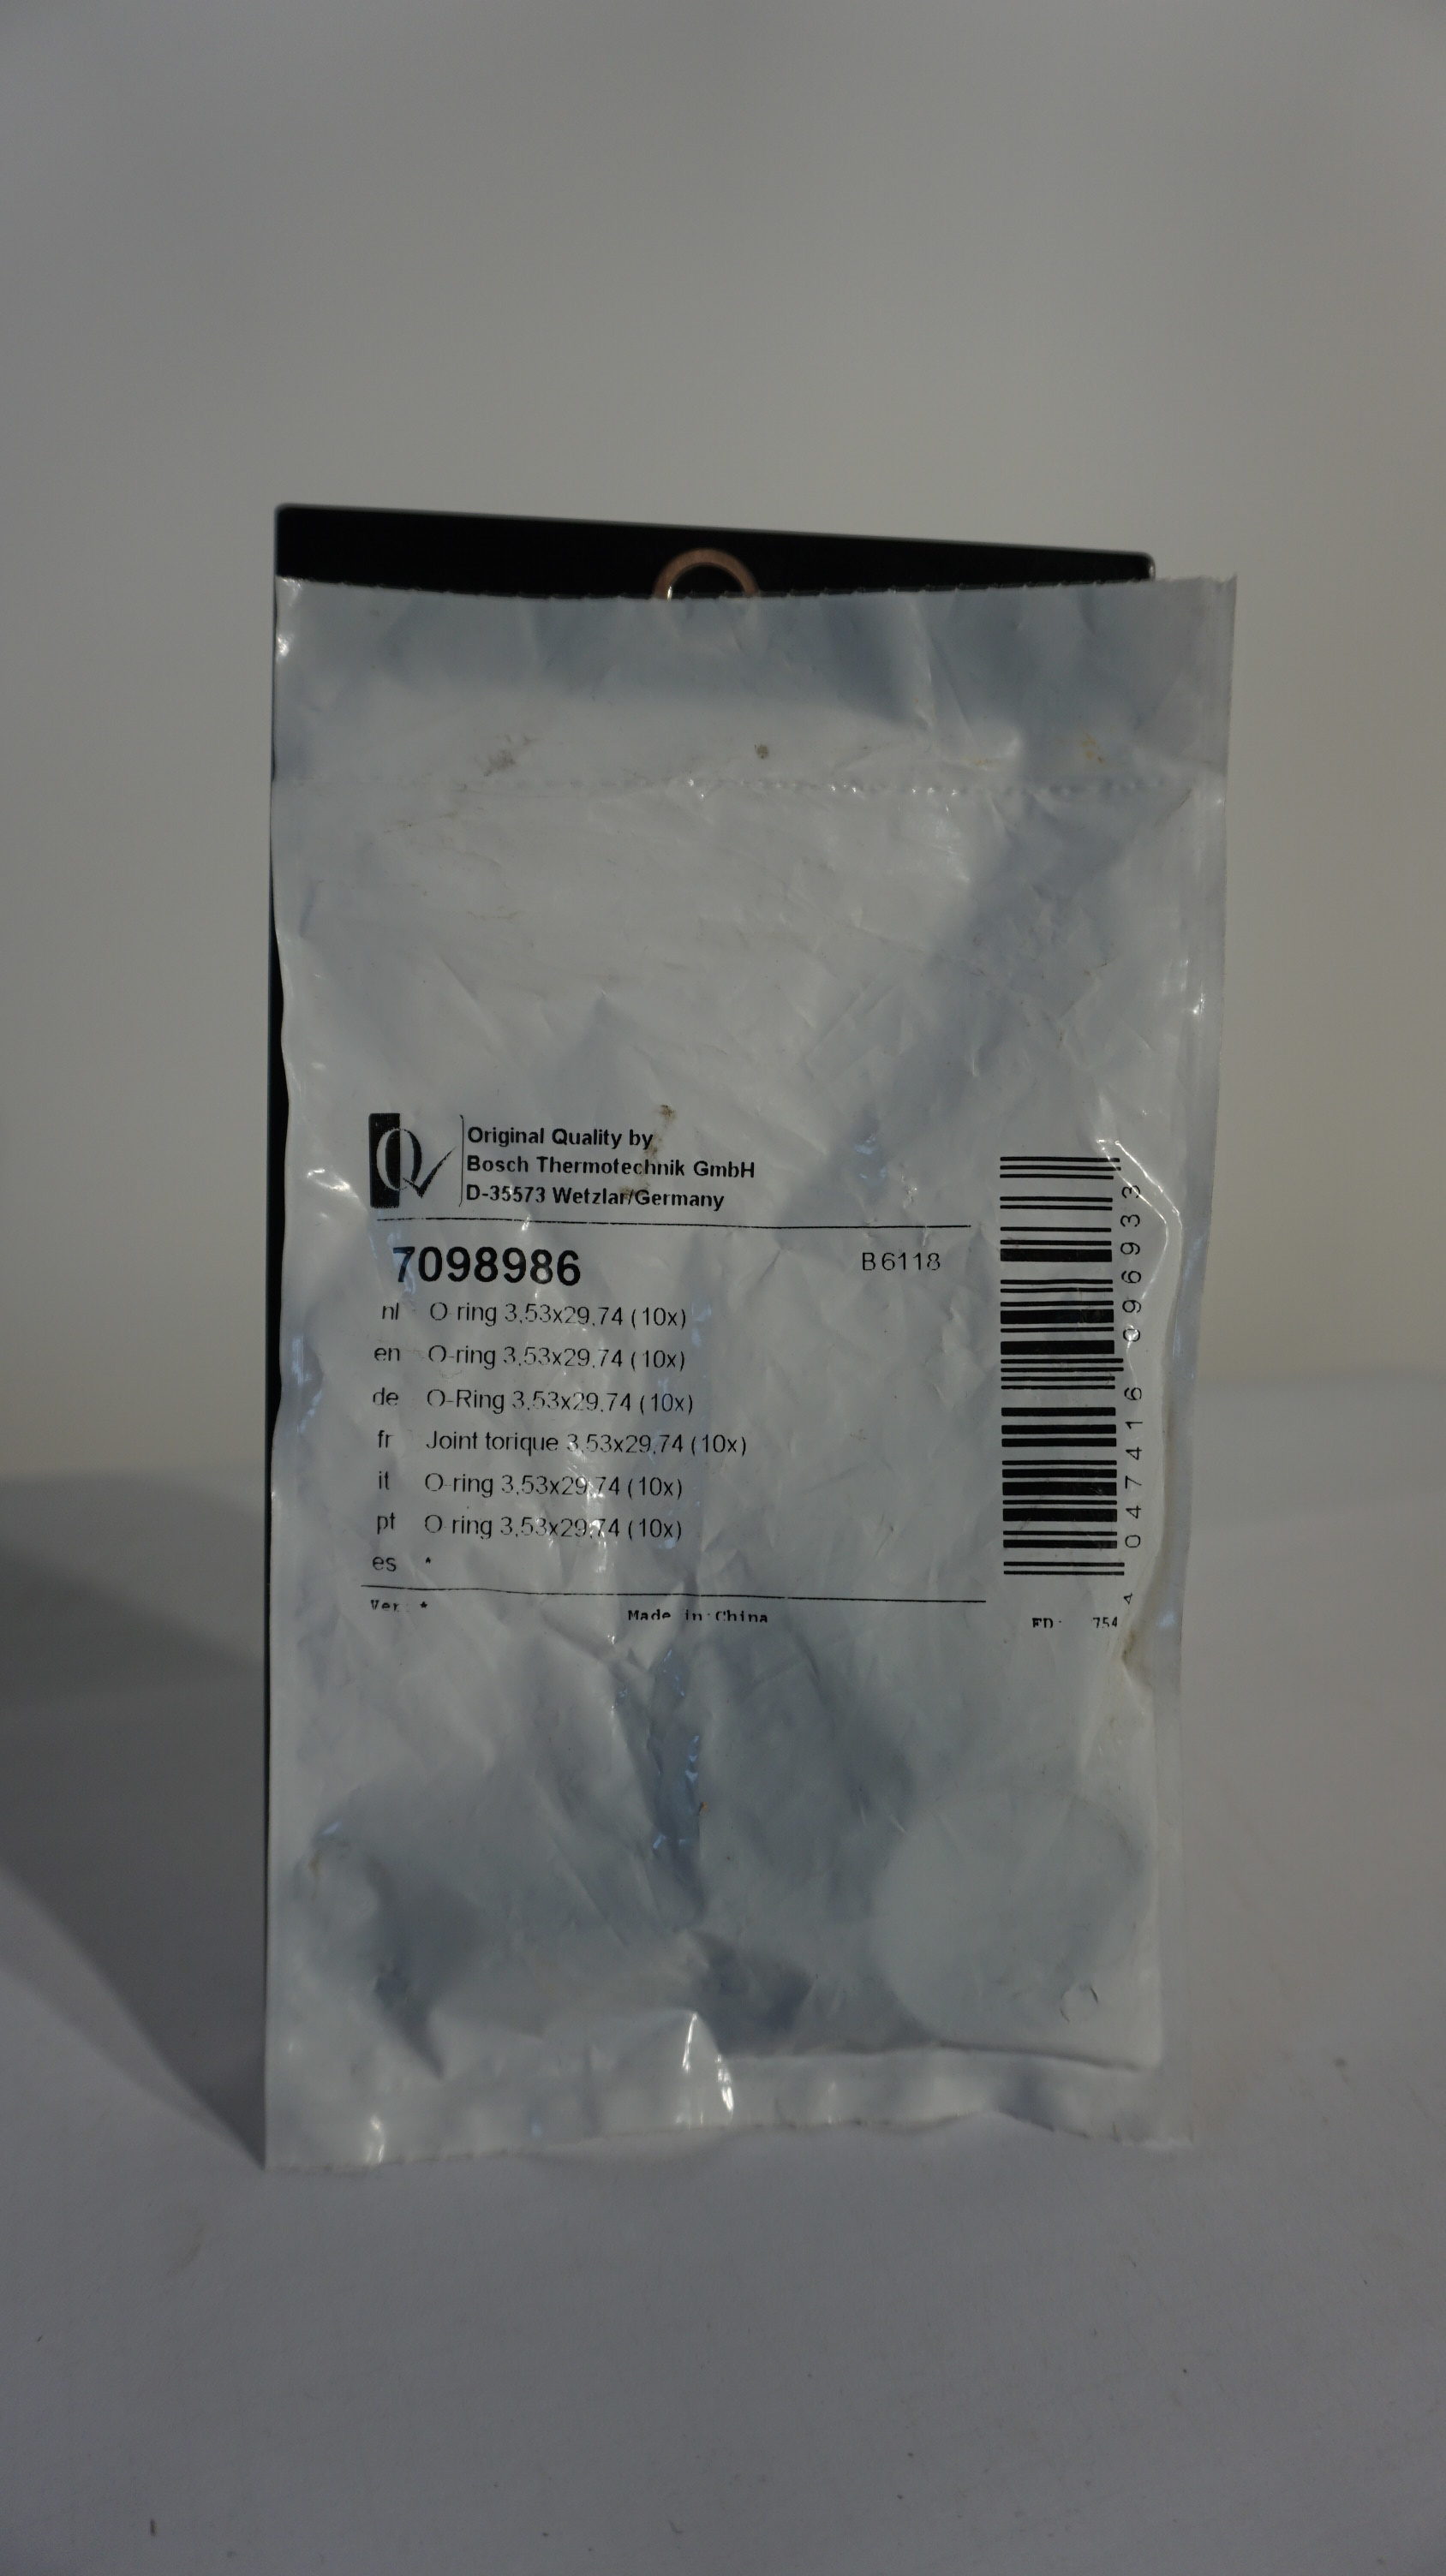 Original Quality by
Bosch Thermotechnik GmbH
D-35573 Wetzlar/Germany
7098986 B6118
nl O-ring 3,53x29,74 (10x)
en O-ring 3,53x29,74 (10x)
de O-Ring 3,53x29,74 (10x)
fr Joint torique 3,53x29,74 (10x)
it O-ring 3,53x29,74 (10x)
pt O-ring 3,53x29,74 (10x)
es *
Ver: * Made in China FD: 754
4 047416 096933